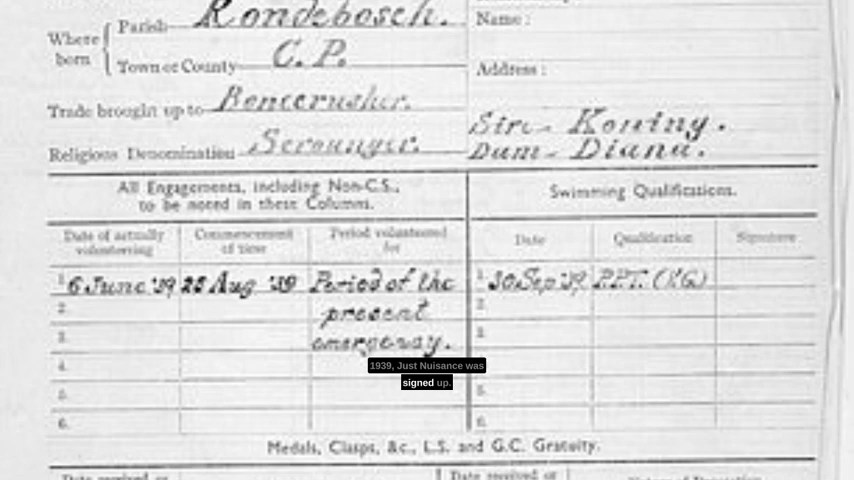 Where born
Parish Rondebosch.
Name :
Town or County C. P.
Address :
Trade brought up to Bonecrusher.
Religious Denomination Scrounger.
Sire - Koning.
Dam - Diana.
All Engagements, including Non-C.S.,
to be noted in these Columns.
Swimming Qualifications.
Date of actually volunteering
Commencement of time
Period volunteered for
Date
Qualification
Signature
1. 6 June '39 25 Aug '39 Period of the
present
emergency.
1. 30 Sep '39 P.P.T.
2. 2.
3. 3.
4.
5. 5.
6. 6.
1939, Just Nuisance was
signed up.
Medals, Clasps, &c., L.S. and G.C. Gratuity.
Date received or
Date received or